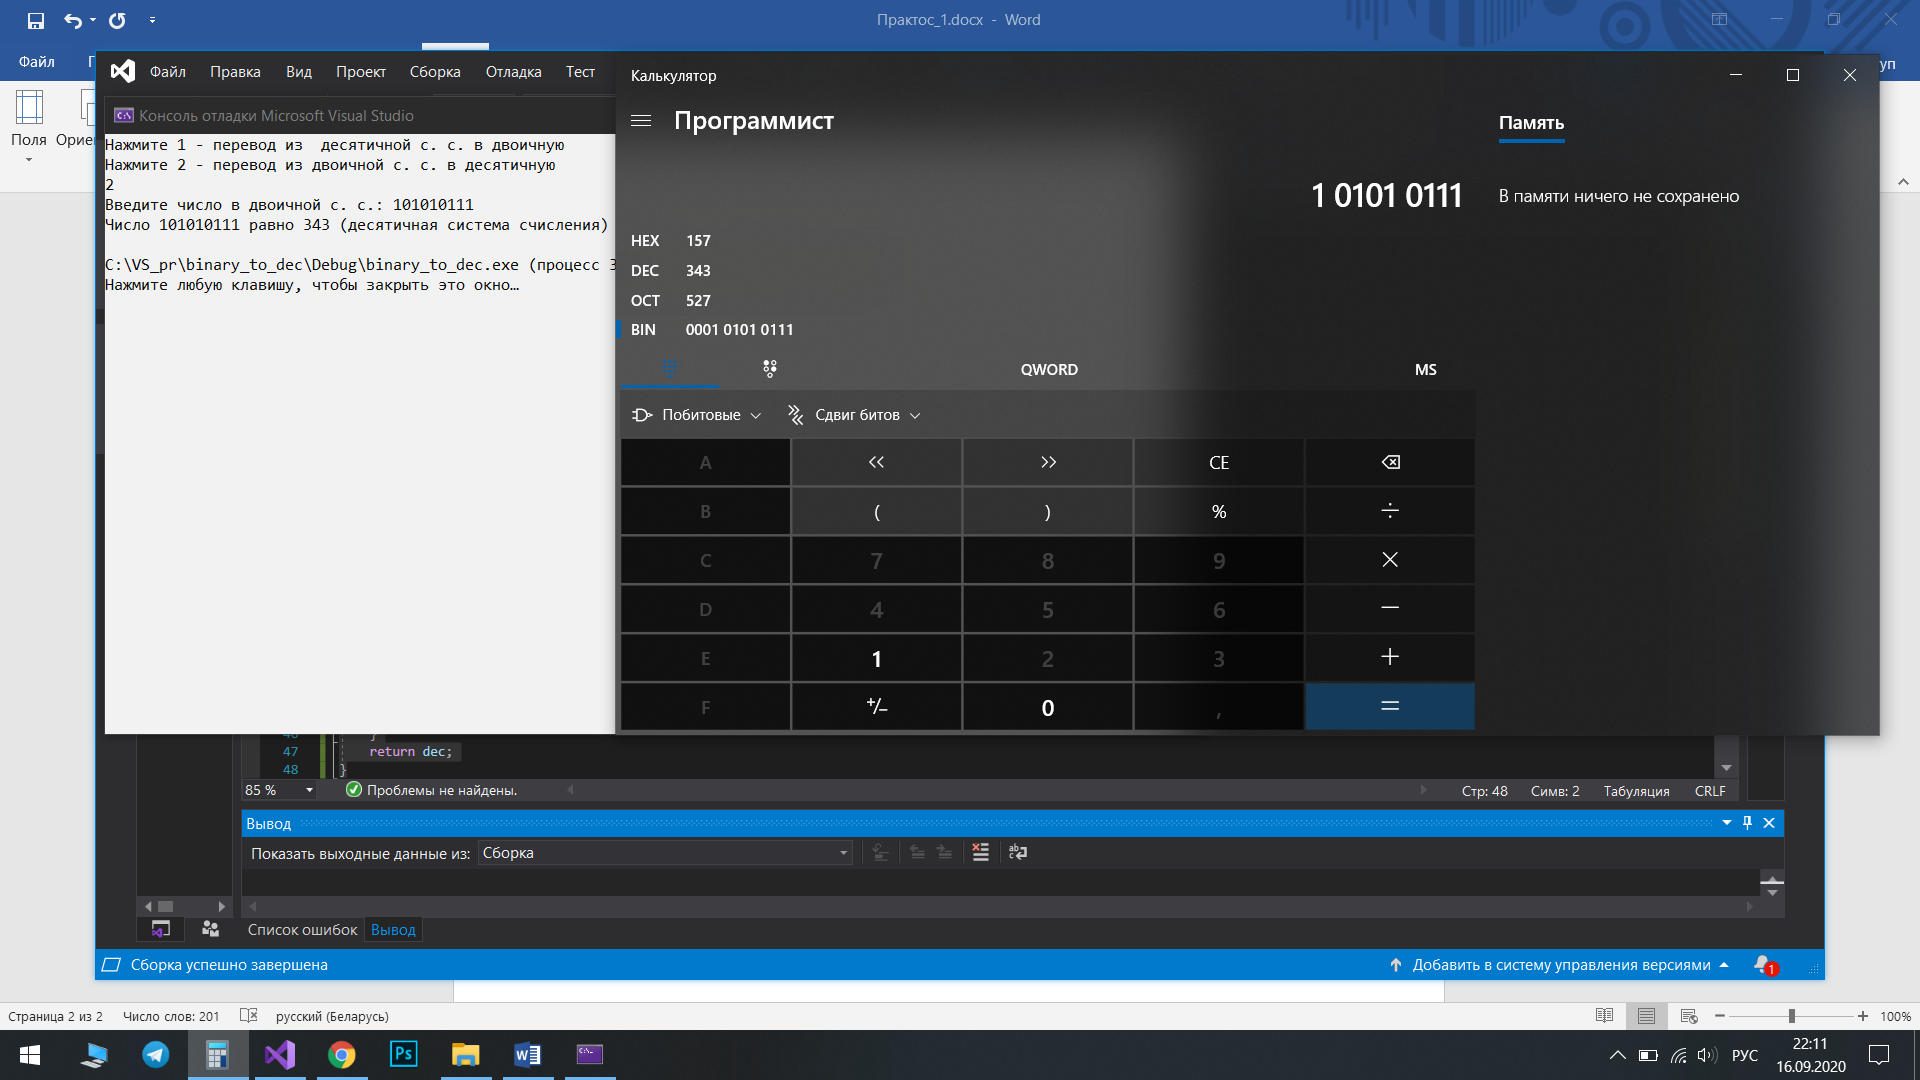 Практос_1.docx - Word
Файл
уп
Поля
Файл Правка Вид Проект Сборка Отладка Тест
Консоль отладки Microsoft Visual Studio
Нажмите 1 - перевод из  десятичной с. с. в двоичную
Нажмите 2 - перевод из двоичной с. с. в десятичную
2
Введите число в двоичной с. с.: 101010111
Число 101010111 равно 343 (десятичная система счисления)
C:\VS_pr\binary_to_dec\Debug\binary_to_dec.exe (процесс 3
Нажмите любую клавишу, чтобы закрыть это окно…
Калькулятор
Программист
1 0101 0111
HEX 157
DEC 343
OCT 527
BIN 0001 0101 0111
QWORD MS
Память
В памяти ничего не сохранено
Побитовые Сдвиг битов
A << >> CE
B ( ) % ÷
C 7 8 9 ×
D 4 5 6 −
E 1 2 3 +
F +/− 0 , =
46 }
47 return dec;
48 }
85 % Проблемы не найдены. Стр: 48 Симв: 2 Табуляция CRLF
Вывод
Показать выходные данные из: Сборка
Список ошибок Вывод
Сборка успешно завершена
Добавить в систему управления версиями 1
Страница 2 из 2 Число слов: 201 русский (Беларусь) 100%
Ps
РУС
22:11
16.09.2020